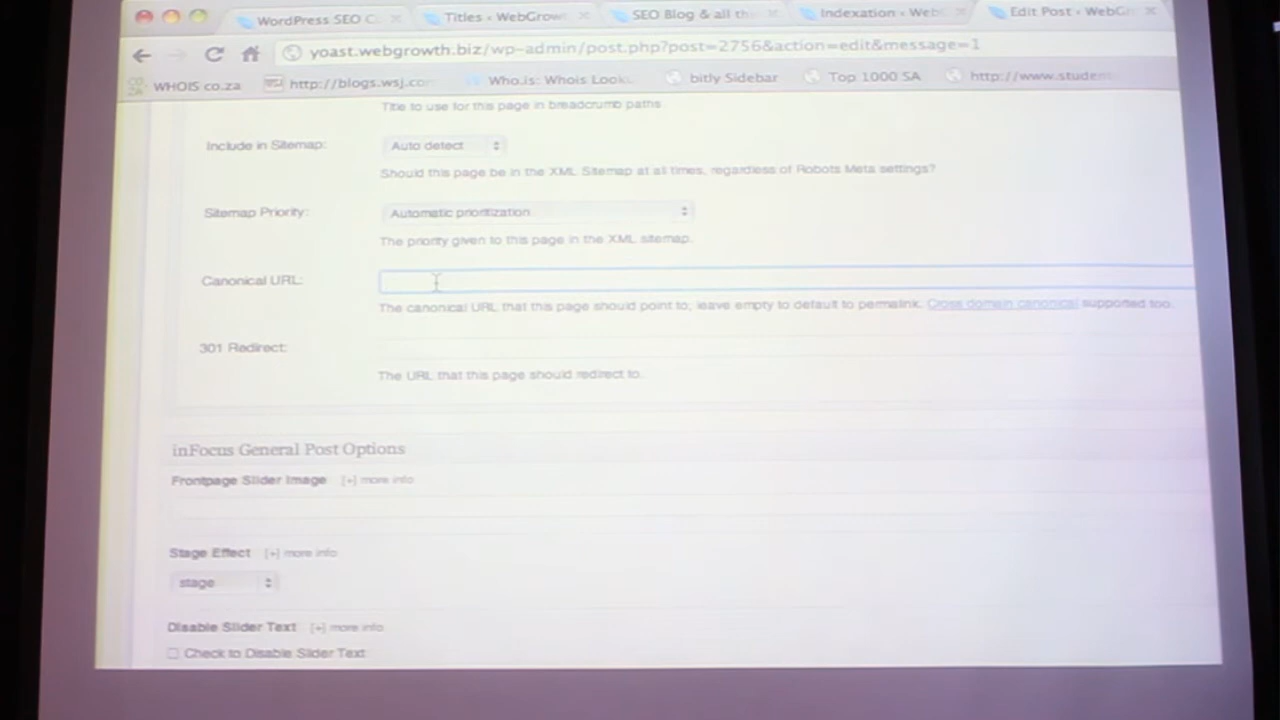 WordPress SEO Titles ‹ WebGrow SEO Blog & all Indexation ‹ Web Edit Post ‹ WebGr
yoast.webgrowth.biz/wp-admin/post.php?post=2756&action=edit&message=1
WHOIS co.za http://blogs.wsj.con Who.is: Whois Look bitly Sidebar Top 1000 SA http://www.student
Title to use for this page in breadcrumb paths
Include in Sitemap: Auto detect
Should this page be in the XML Sitemap at all times, regardless of Robots Meta settings?
Sitemap Priority: Automatic prioritization
The priority given to this page in the XML sitemap.
Canonical URL:
The canonical URL that this page should point to, leave empty to default to permalink. Cross domain canonical supported too.
301 Redirect:
The URL that this page should redirect to.
inFocus General Post Options
Frontpage Slider Image [+] more info
Stage Effect [+] more info
stage
Disable Slider Text [+] more info
Check to Disable Slider Text